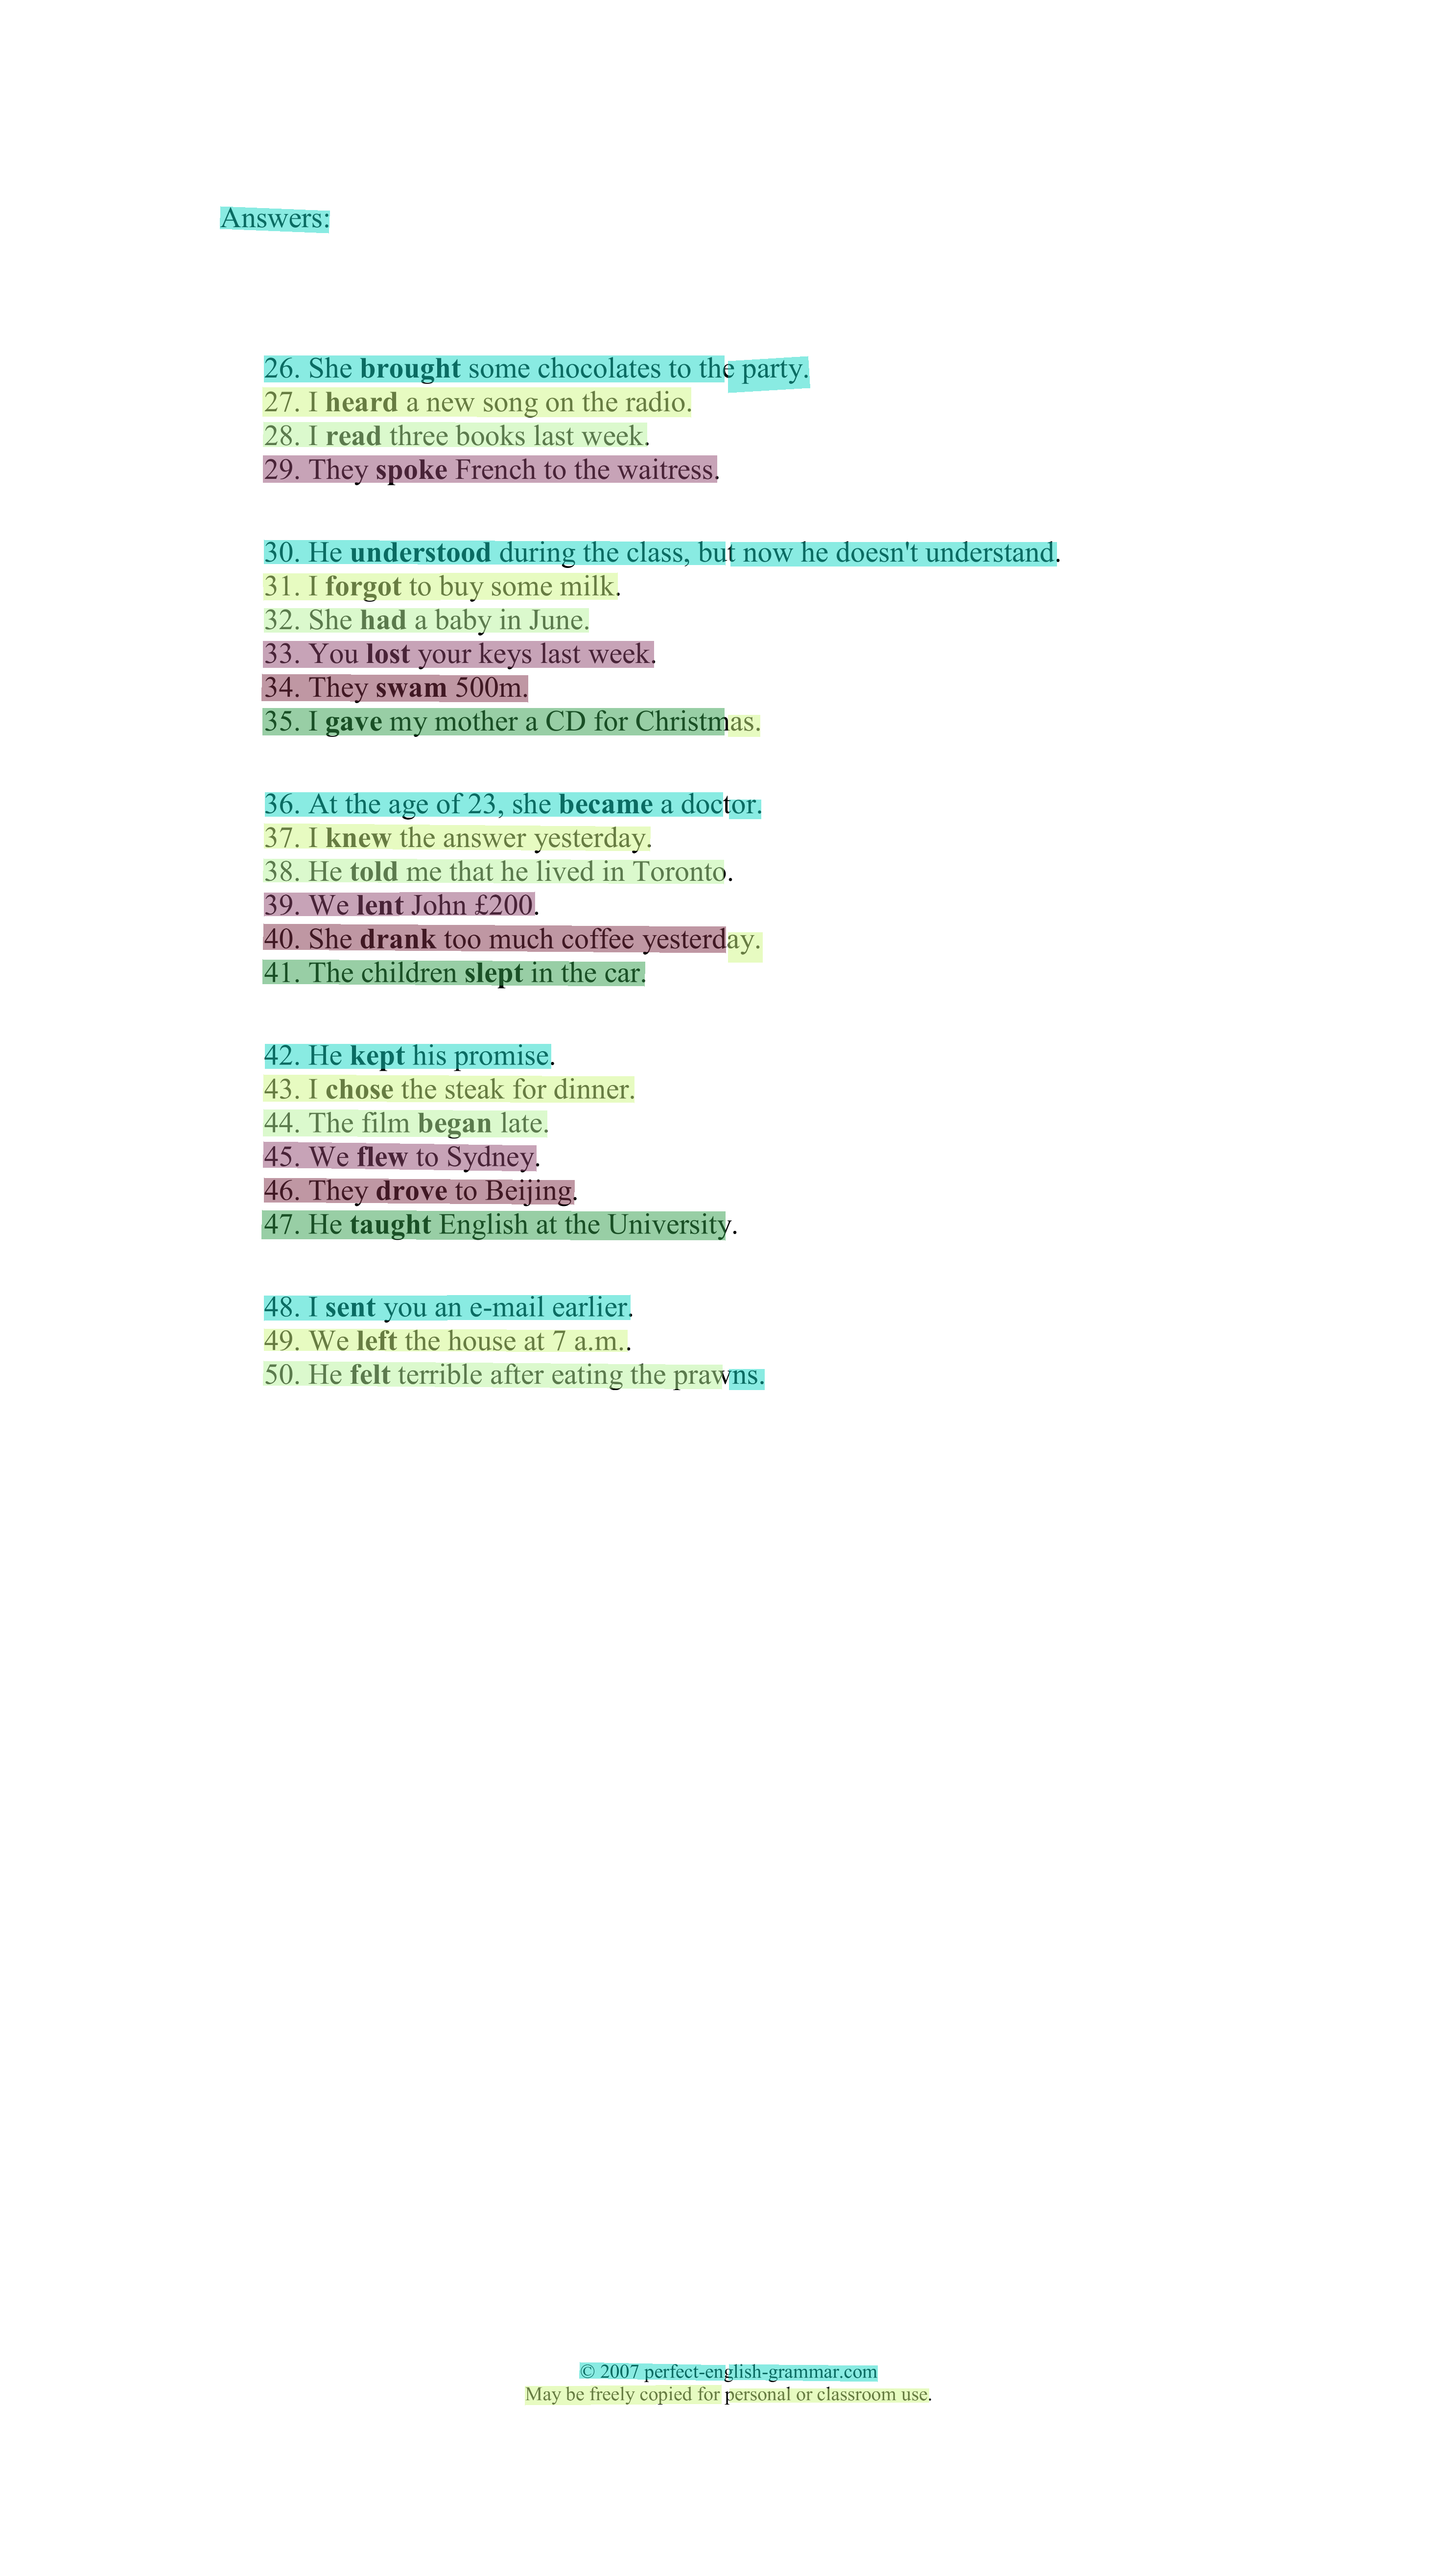 Answers:
26. She brought some chocolates to the party.
27. I heard a new song on the radio.
28. I read three books last week.
29. They spoke French to the waitress.
30. He understood during the class, but now he doesn't understand.
31. I forgot to buy some milk.
32. She had a baby in June.
33. You lost your keys last week.
34. They swam 500m.
35. I gave my mother a CD for Christmas.
36. At the age of 23, she became a doctor.
37. I knew the answer yesterday.
38. He told me that he lived in Toronto.
39. We lent John £200.
40. She drank too much coffee yesterday.
41. The children slept in the car.
42. He kept his promise.
43. I chose the steak for dinner.
44. The film began late.
45. We flew to Sydney.
46. They drove to Beijing.
47. He taught English at the University.
48. I sent you an e-mail earlier.
49. We left the house at 7 a.m..
50. He felt terrible after eating the prawns.
© 2007 perfect-english-grammar.com
May be freely copied for personal or classroom use.